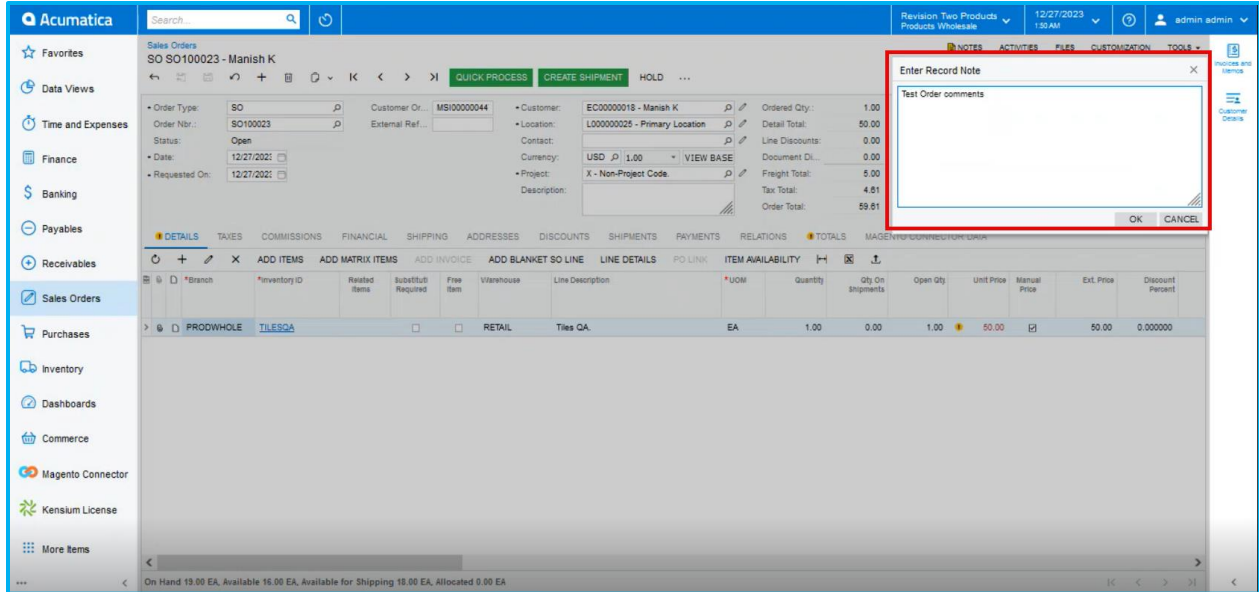 Acumatica
Search...
Revision Two Products
Products Wholesale
12/27/2023
1:50 AM
admin admin
Favorites
Data Views
Time and Expenses
Finance
Banking
Payables
Receivables
Sales Orders
Purchases
Inventory
Dashboards
Commerce
Magento Connector
Kensium License
More Items
Sales Orders
SO SO100023 - Manish K
NOTES ACTIVITIES FILES CUSTOMIZATION TOOLS
QUICK PROCESS CREATE SHIPMENT HOLD ...
Order Type: SO Customer Or... MSI00000044 Customer: EC00000018 - Manish K Ordered Qty.: 1.00
Order Nbr.: SO100023 External Ref... Location: L000000025 - Primary Location Detail Total: 50.00
Status: Open Contact: Line Discounts: 0.00
Date: 12/27/202 Currency: USD 1.00 VIEW BASE Document Di... 0.00
Requested On: 12/27/202 Project: X - Non-Project Code. Freight Total: 5.00
Description: Tax Total: 4.61
Order Total: 59.61
Enter Record Note
Test Order comments
OK CANCEL
Invoices and Memos
Customer Details
DETAILS TAXES COMMISSIONS FINANCIAL SHIPPING ADDRESSES DISCOUNTS SHIPMENTS PAYMENTS RELATIONS TOTALS MAGENTO CONNECTOR DATA
ADD ITEMS ADD MATRIX ITEMS ADD INVOICE ADD BLANKET SO LINE LINE DETAILS PO LINK ITEM AVAILABILITY
*Branch *Inventory ID Related Items Substituti Required Free Item Warehouse Line Description *UOM Quantity Qty. On Shipments Open Qty. Unit Price Manual Price Ext. Price Discount Percent
PRODWHOLE TILESQA RETAIL Tiles QA. EA 1.00 0.00 1.00 50.00 50.00 0.000000
On Hand 19.00 EA, Available 16.00 EA, Available for Shipping 18.00 EA, Allocated 0.00 EA